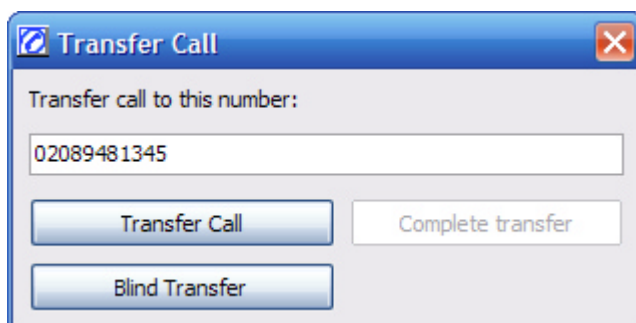 Transfer Call
Transfer call to this number:
02089481345
Transfer Call
Complete transfer
Blind Transfer